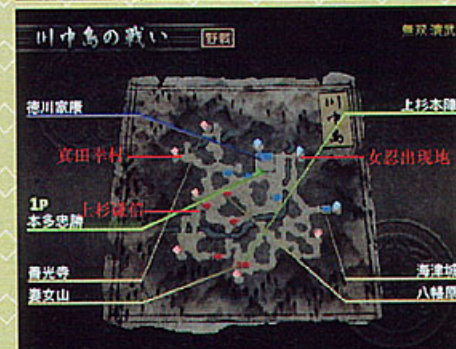 川中島の戦い 野戦
無双演武
川中島
徳川家康
上杉本陣
真田幸村
女忍出現地
1P
本多忠勝
上杉謙信
善光寺
海津城
妻女山
八幡原